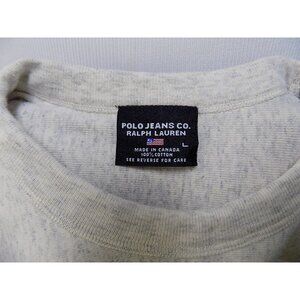 POLO JEANS CO.
RALPH LAUREN
L
MADE IN CANADA
100% COTTON
SEE REVERSE FOR CARE